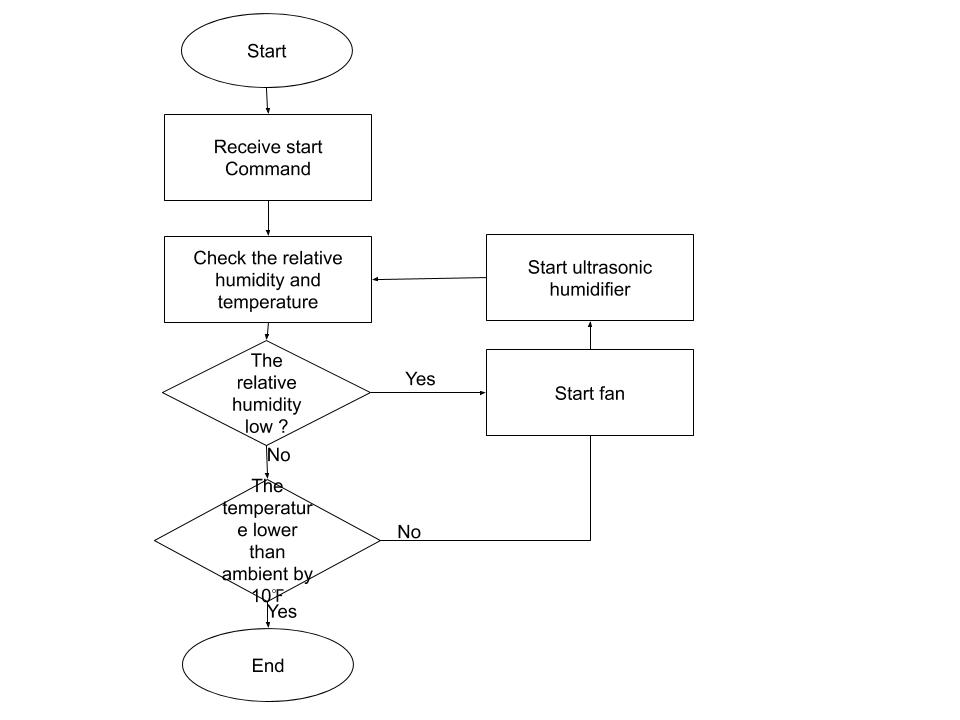 Start
Receive start
Command
Check the relative
humidity and
temperature
Start ultrasonic
humidifier
The
relative
humidity
low ?
Yes
Start fan
No
The
temperatur
e lower
than
ambient by
10℉
No
Yes
End